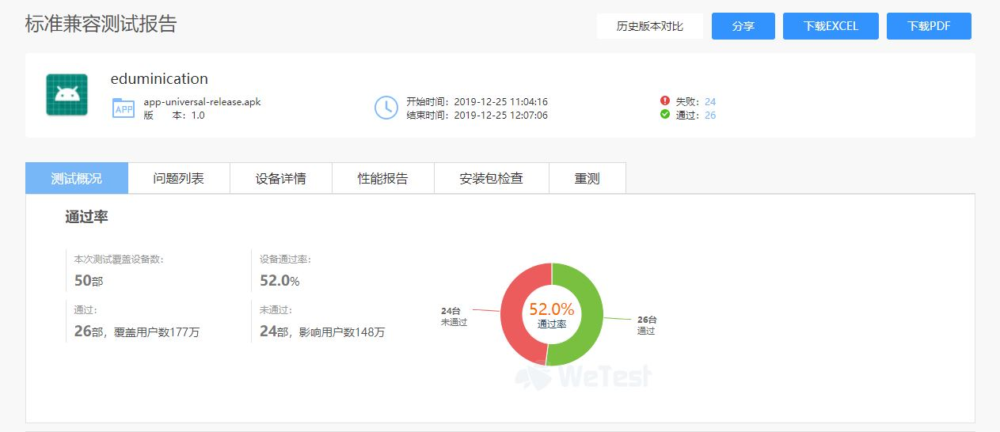 标准兼容测试报告
历史版本对比 分享 下载EXCEL 下载PDF
eduminication
APP app-universal-release.apk
版 本：1.0
开始时间：2019-12-25 11:04:16
结束时间：2019-12-25 12:07:06
失败：24
通过：26
测试概况 问题列表 设备详情 性能报告 安装包检查 重测
通过率
本次测试覆盖设备数:
50部
设备通过率:
52.0%
通过:
26部，覆盖用户数177万
未通过:
24部，影响用户数148万
24台
未通过
52.0%
通过率
26台
通过
WeTest